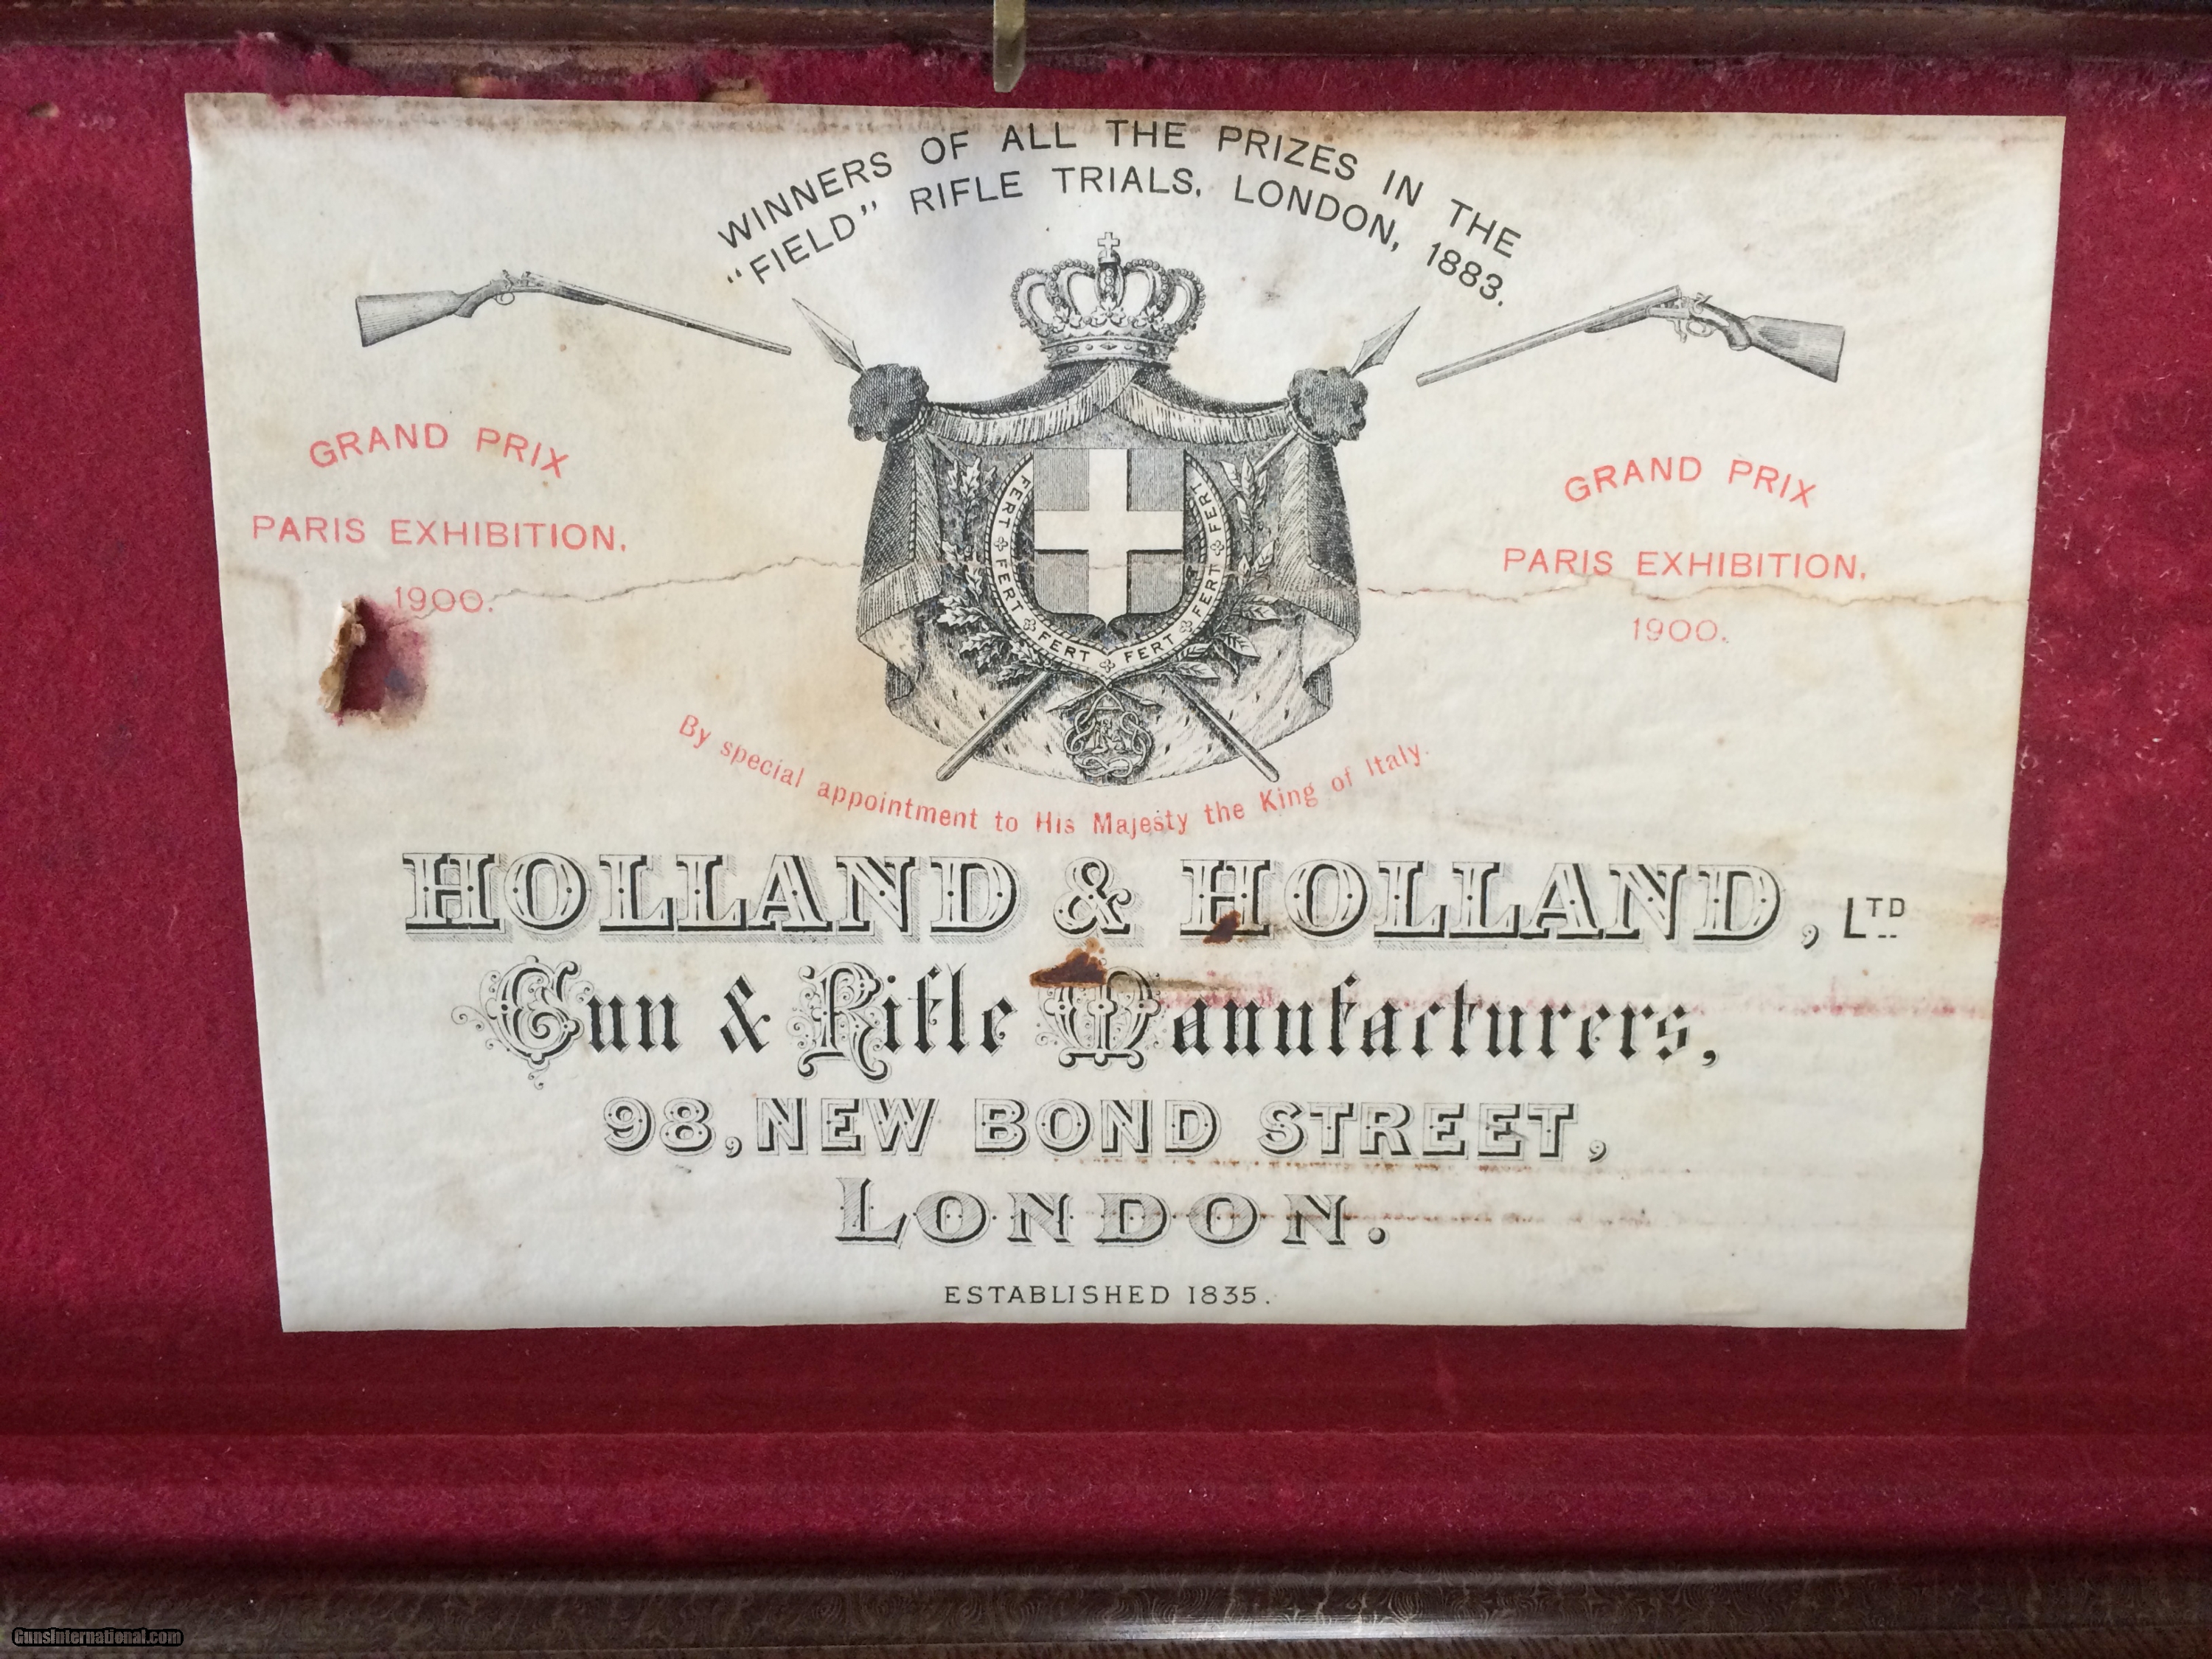 WINNERS OF ALL THE PRIZES IN THE
"FIELD" RIFLE TRIALS, LONDON, 1883.
GRAND PRIX
PARIS EXHIBITION,
1900.
GRAND PRIX
PARIS EXHIBITION,
1900.
FERT FERT FERT FERT FERT FERT
By special appointment to His Majesty the King of Italy.
HOLLAND & HOLLAND, LTD
Gun & Rifle Manufacturers,
98, NEW BOND STREET,
LONDON.
ESTABLISHED 1835.
GunsInternational.com